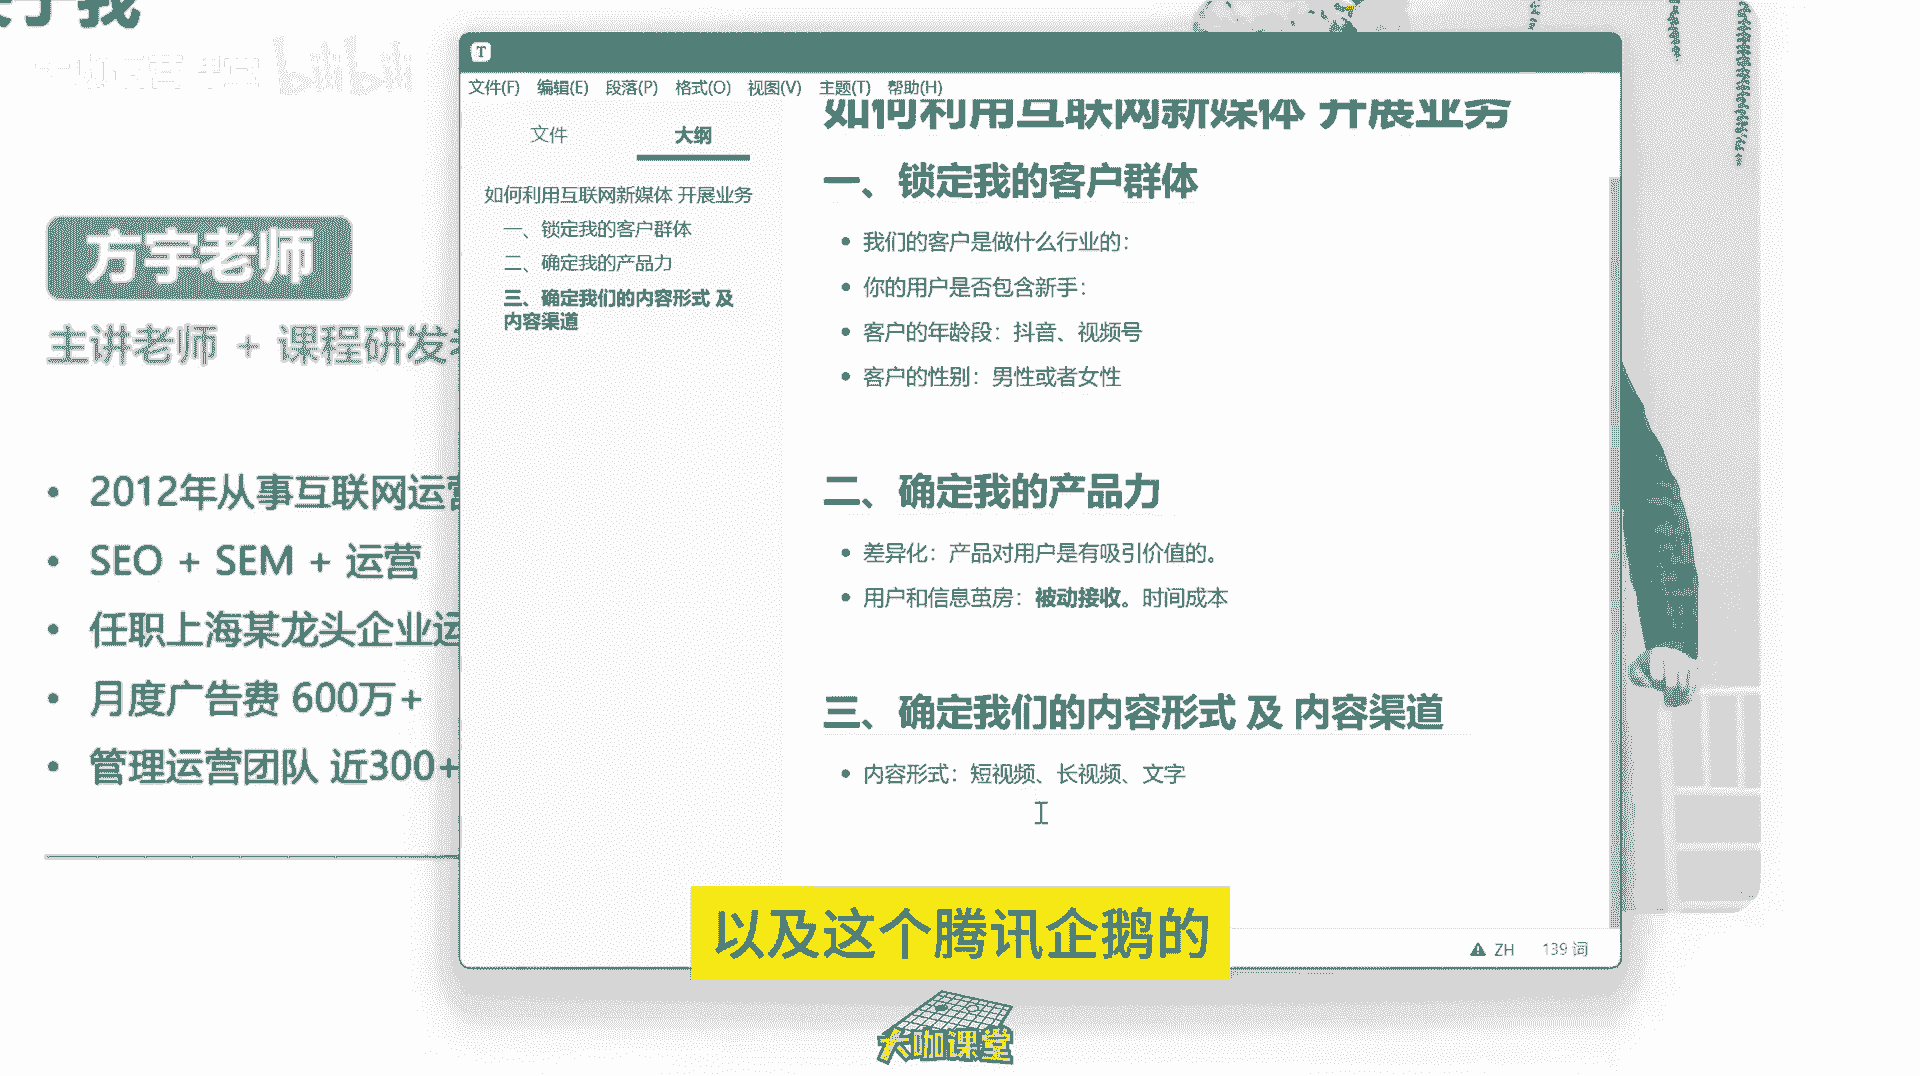 于我
bilibili
方宇老师
主讲老师 + 课程研发
• 2012年从事互联网运营
• SEO + SEM + 运营
• 任职上海某龙头企业运
• 月度广告费 600万+
• 管理运营团队 近300+
T
文件(F) 编辑(E) 段落(P) 格式(O) 视图(V) 主题(T) 帮助(H)
文件 大纲
如何利用互联网新媒体 开展业务
一、锁定我的客户群体
二、确定我的产品力
三、确定我们的内容形式 及
内容渠道
如何利用互联网新媒体 开展业务
一、锁定我的客户群体
• 我们的客户是做什么行业的：
• 你的用户是否包含新手：
• 客户的年龄段：抖音、视频号
• 客户的性别：男性或者女性
二、确定我的产品力
• 差异化：产品对用户是有吸引价值的。
• 用户和信息茧房：被动接收。时间成本
三、确定我们的内容形式 及 内容渠道
• 内容形式：短视频、长视频、文字
ZH 139 词
以及这个腾讯企鹅的
大咖课堂